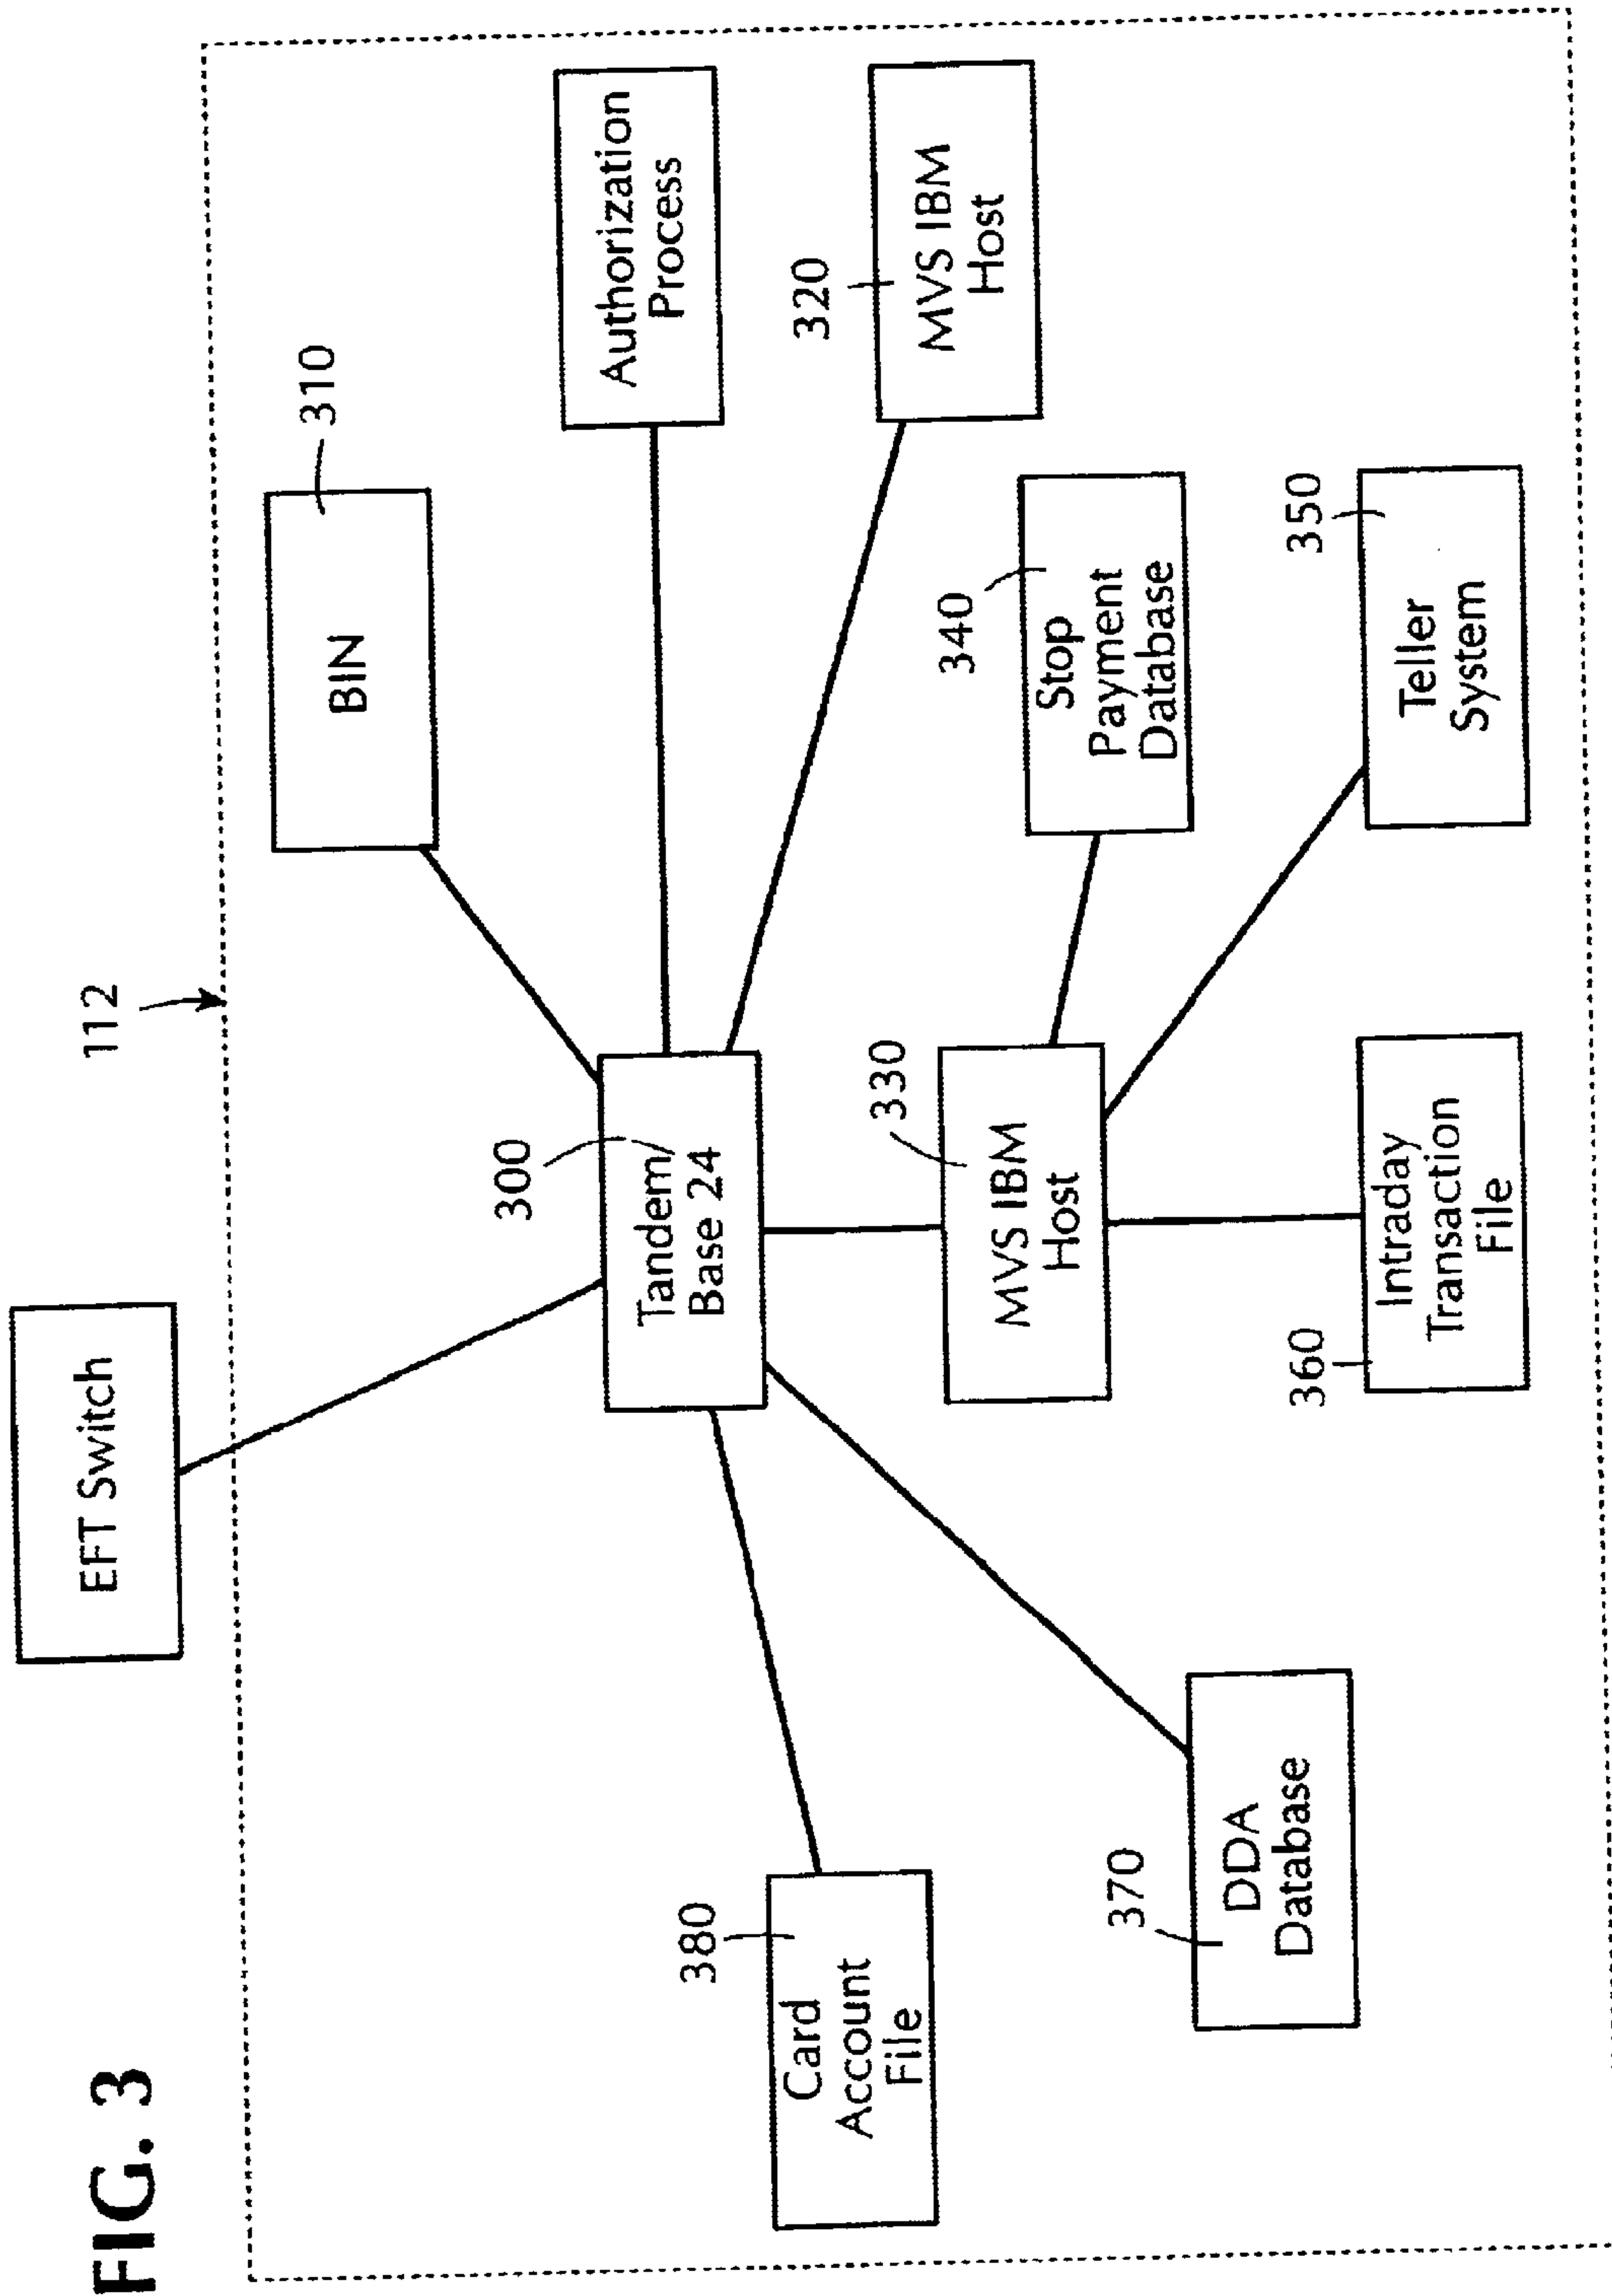 FIG. 3
EFT Switch
112
BIN
310
300
Tandem/
Base 24
Authorization
Process
380
Card
Account
File
330
MVS IBM
Host
320
MVS IBM
Host
340
Stop
Payment
Database
370
DDA
Database
360
Intraday
Transaction
File
350
Teller
System